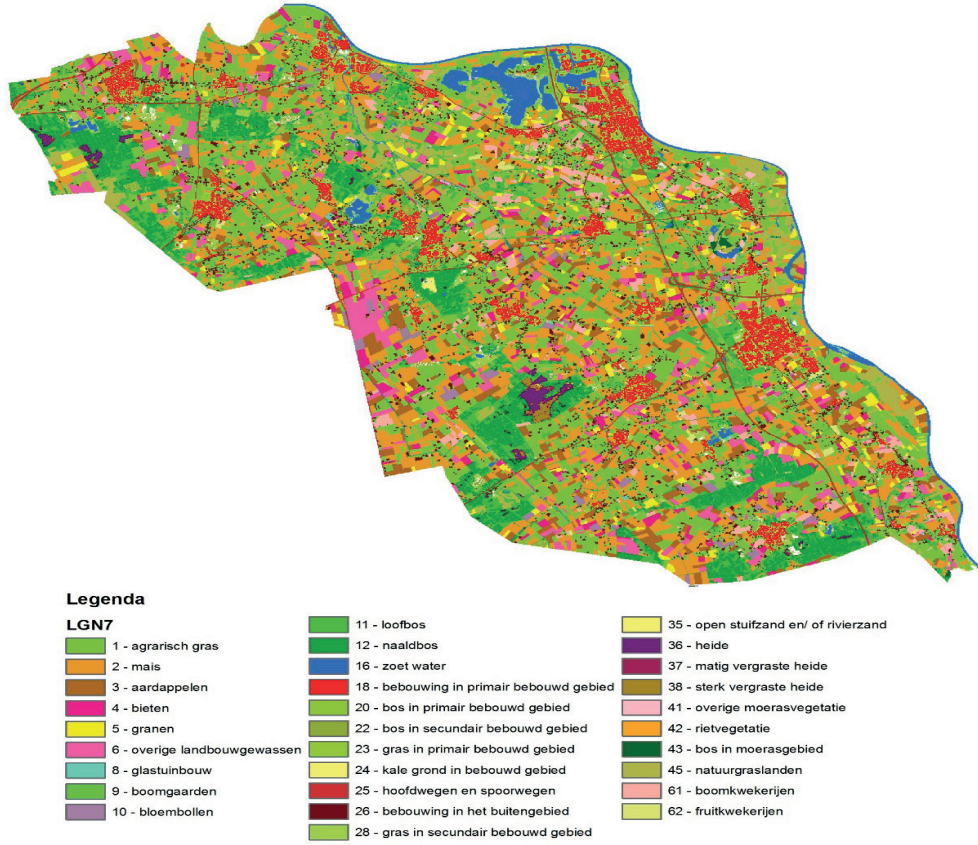 Legenda
LGN7
1 - agrarisch gras
2 - mais
3 - aardappelen
4 - bieten
5 - granen
6 - overige landbouwgewassen
8 - glastuinbouw
9 - boomgaarden
10 - bloembollen
11 - loofbos
12 - naaldbos
16 - zoet water
18 - bebouwing in primair bebouwd gebied
20 - bos in primair bebouwd gebied
22 - bos in secundair bebouwd gebied
23 - gras in primair bebouwd gebied
24 - kale grond in bebouwd gebied
25 - hoofdwegen en spoorwegen
26 - bebouwing in het buitengebied
28 - gras in secundair bebouwd gebied
35 - open stuifzand en/ of rivierzand
36 - heide
37 - matig vergraste heide
38 - sterk vergraste heide
41 - overige moerasvegetatie
42 - rietvegetatie
43 - bos in moerasgebied
45 - natuurgraslanden
61 - boomkwekerijen
62 - fruitkwekerijen